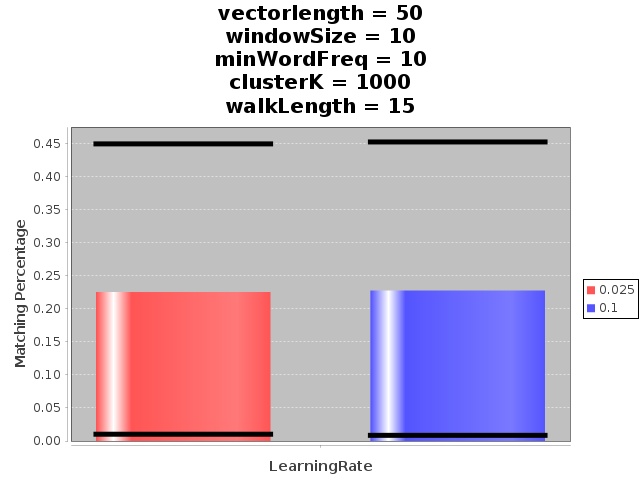 vectorlength = 50
windowSize = 10
minWordFreq = 10
clusterK = 1000
walkLength = 15
0.45
0.40
0.35
0.30
0.25
0.20
0.15
0.10
0.05
0.00
Matching Percentage
LearningRate
0.025
0.1